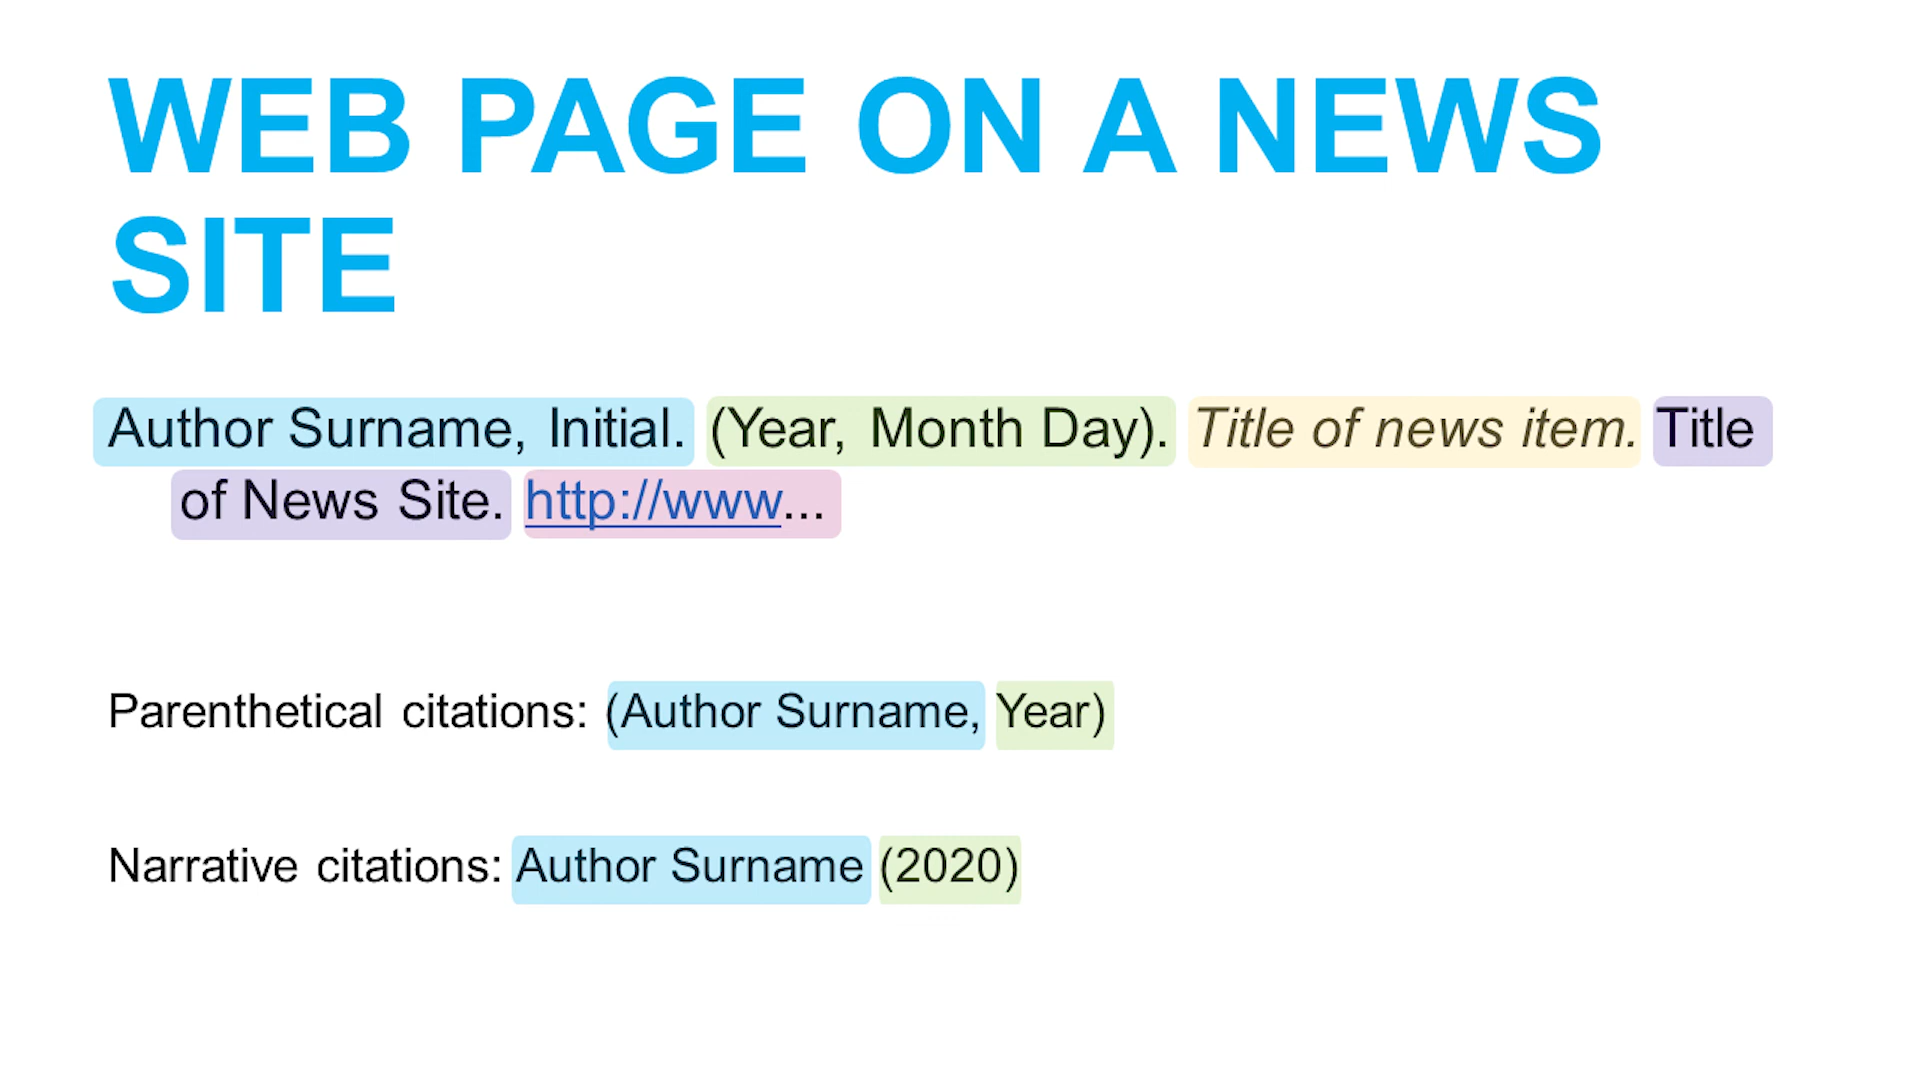 WEB PAGE ON A NEWS
SITE
Author Surname, Initial. (Year, Month Day). Title of news item. Title
of News Site. http://www...
Parenthetical citations: (Author Surname, Year)
Narrative citations: Author Surname (2020)